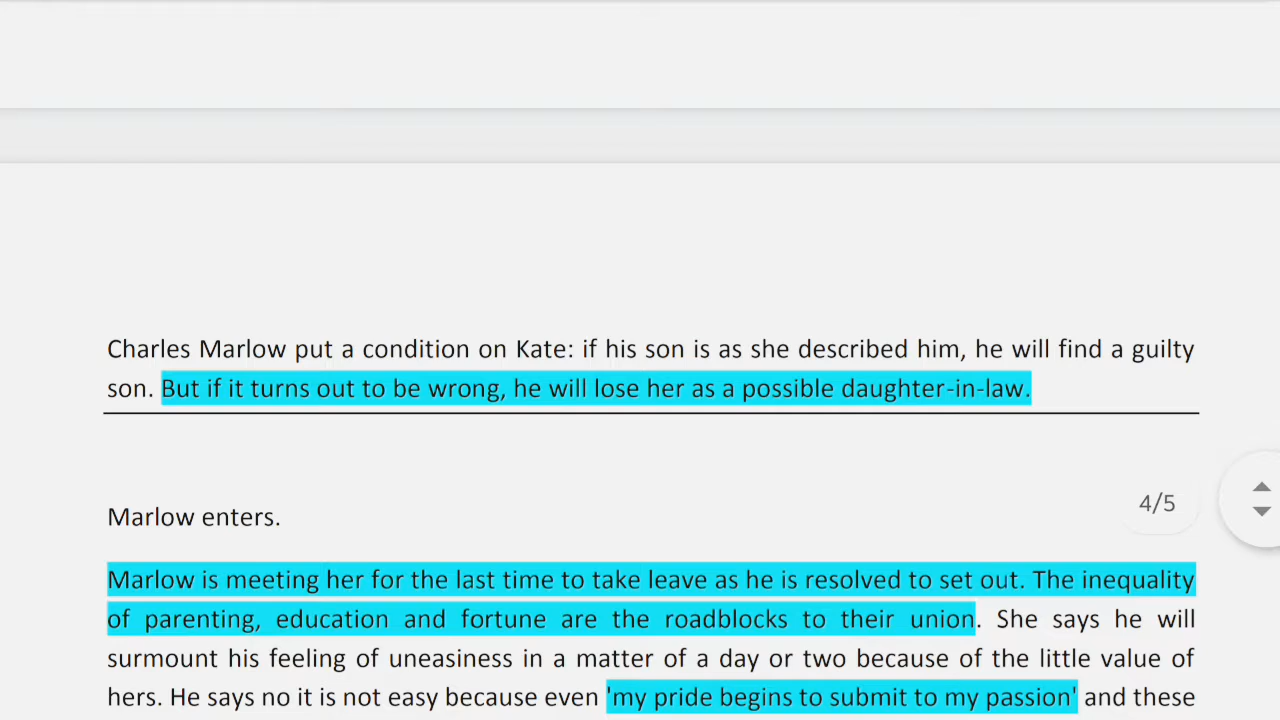 Charles Marlow put a condition on Kate: if his son is as she described him, he will find a guilty
son. But if it turns out to be wrong, he will lose her as a possible daughter-in-law.
4/5
Marlow enters.
Marlow is meeting her for the last time to take leave as he is resolved to set out. The inequality
of parenting, education and fortune are the roadblocks to their union. She says he will
surmount his feeling of uneasiness in a matter of a day or two because of the little value of
hers. He says no it is not easy because even 'my pride begins to submit to my passion' and these